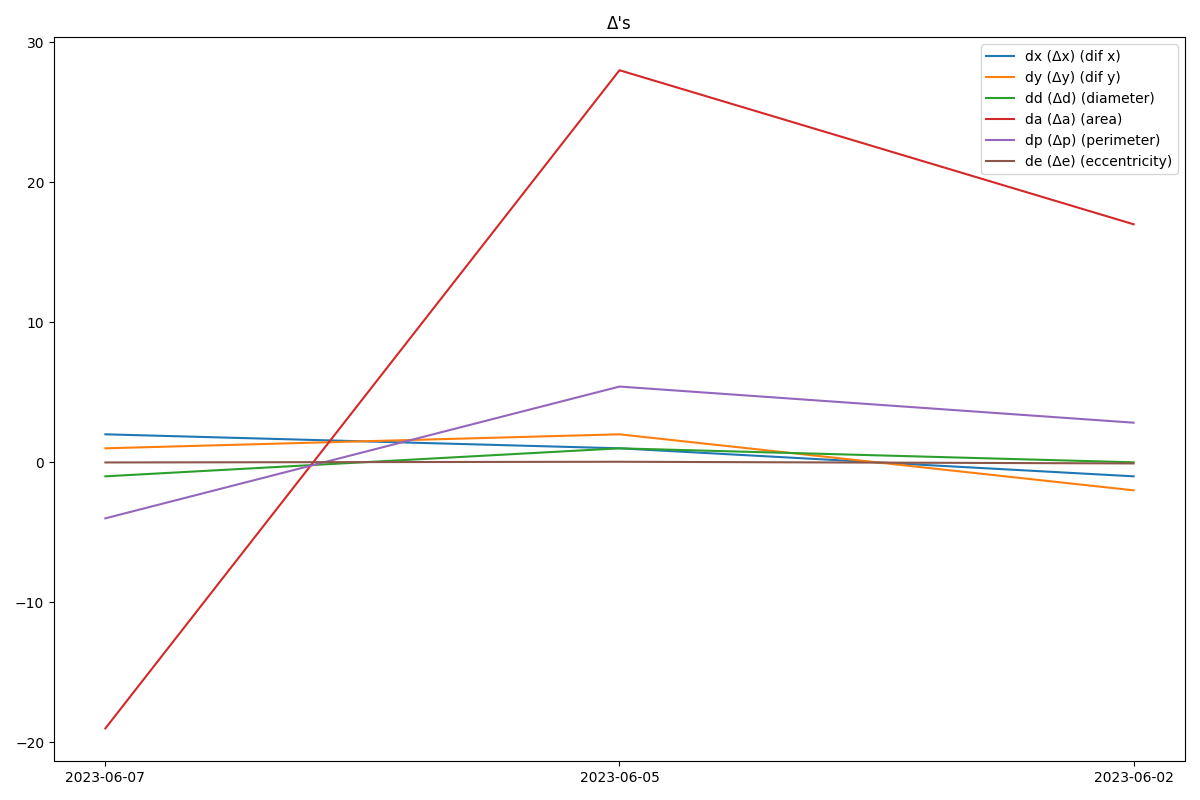 Δ's
30
20
10
0
−10
−20
2023-06-07
2023-06-05
2023-06-02
dx (Δx) (dif x)
dy (Δy) (dif y)
dd (Δd) (diameter)
da (Δa) (area)
dp (Δp) (perimeter)
de (Δe) (eccentricity)